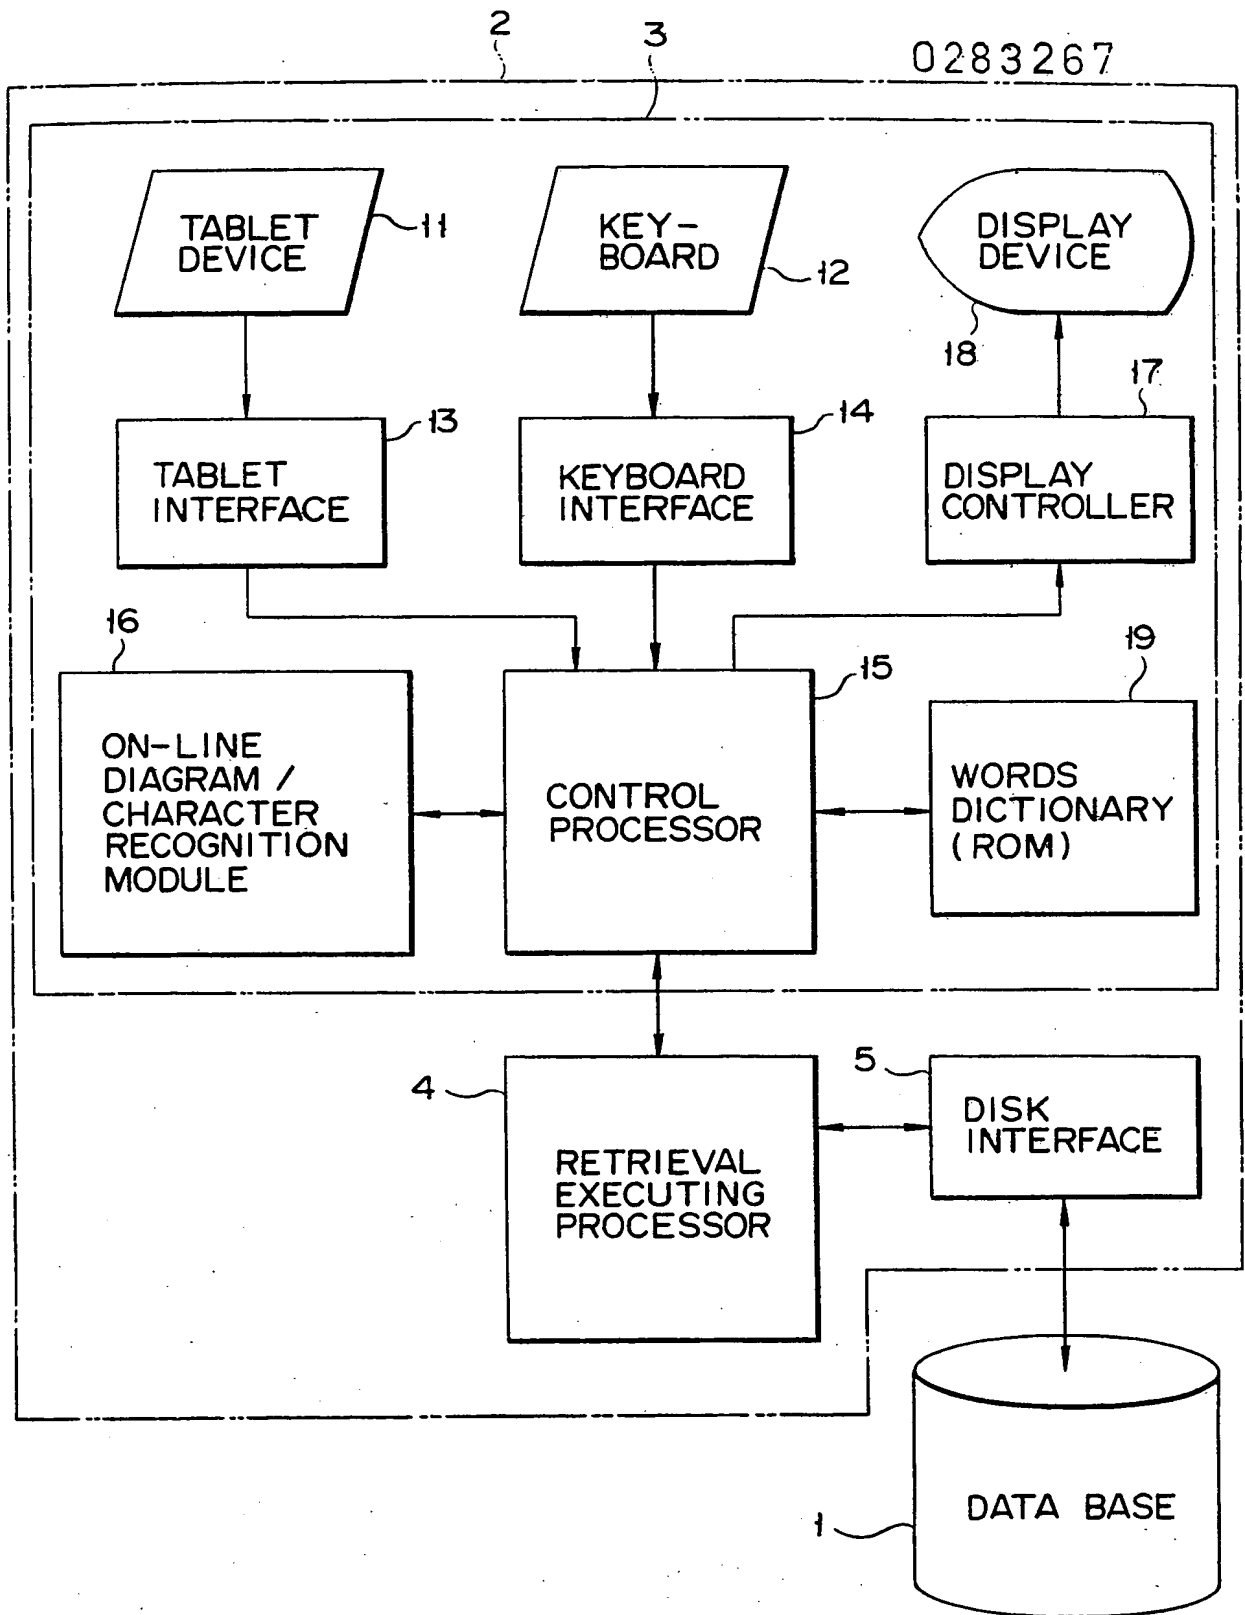 2
3
0283267
TABLET
DEVICE
11
KEY-
BOARD
12
DISPLAY
DEVICE
18
TABLET
INTERFACE
13
KEYBOARD
INTERFACE
14
DISPLAY
CONTROLLER
17
16
ON-LINE
DIAGRAM /
CHARACTER
RECOGNITION
MODULE
CONTROL
PROCESSOR
15
WORDS
DICTIONARY
(ROM)
19
4
RETRIEVAL
EXECUTING
PROCESSOR
5
DISK
INTERFACE
1
DATA BASE